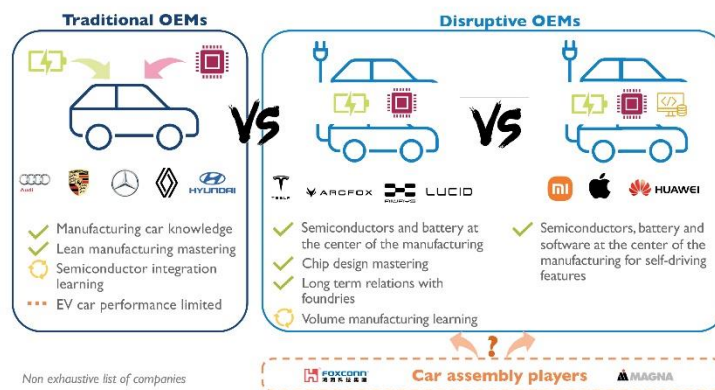 Traditional OEMs
Disruptive OEMs
VS
VS
Audi
HYUNDAI
TESLA
ARCFOX
AIWAYS
LUCID
mi
HUAWEI
Manufacturing car knowledge
Lean manufacturing mastering
Semiconductor integration
learning
EV car performance limited
Semiconductors and battery at
the center of the manufacturing
Chip design mastering
Long term relations with
foundries
Volume manufacturing learning
Semiconductors, battery and
software at the center of the
manufacturing for self-driving
features
?
Non exhaustive list of companies
FOXCONN
Car assembly players
MAGNA